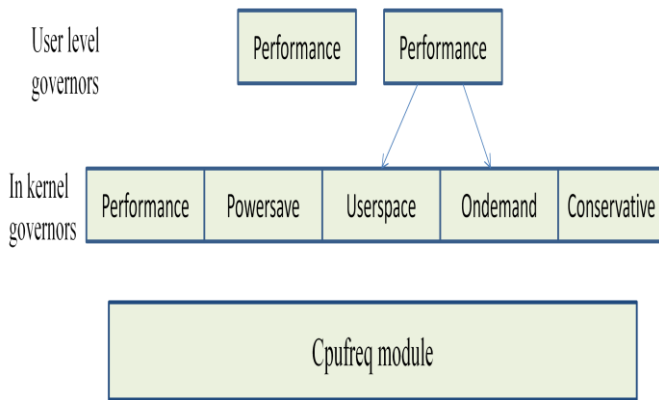 User level
governors
Performance
Performance
In kernel
governors
Performance
Powersave
Userspace
Ondemand
Conservative
Cpufreq module